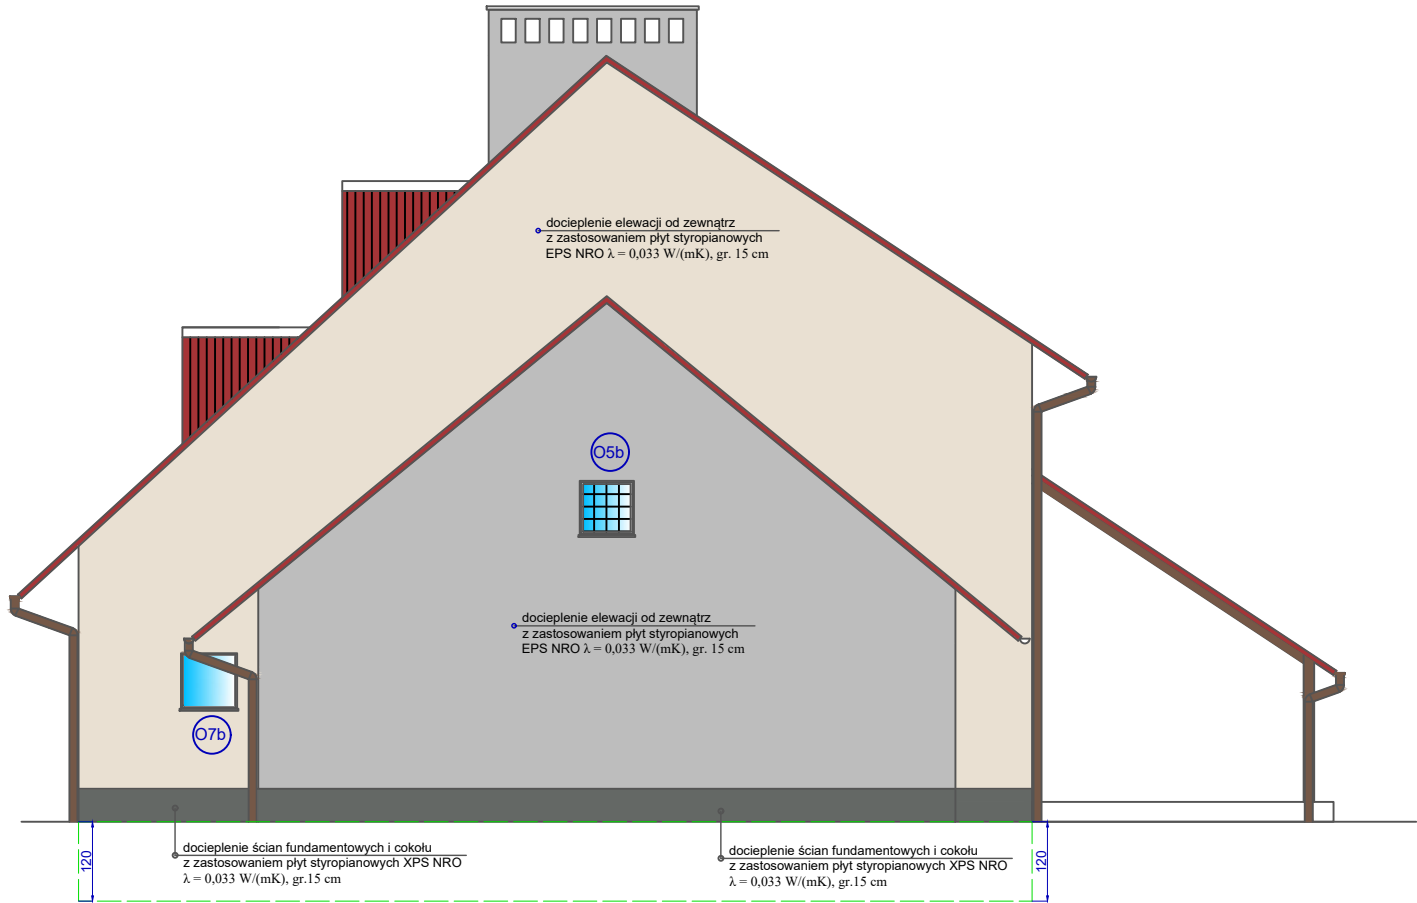 docieplenie elewacji od zewnątrz
z zastosowaniem płyt styropianowych
EPS NRO λ = 0,033 W/(mK), gr. 15 cm
O5b
docieplenie elewacji od zewnątrz
z zastosowaniem płyt styropianowych
EPS NRO λ = 0,033 W/(mK), gr. 15 cm
O7b
docieplenie ścian fundamentowych i cokołu
z zastosowaniem płyt styropianowych XPS NRO
λ = 0,033 W/(mK), gr.15 cm
120
docieplenie ścian fundamentowych i cokołu
z zastosowaniem płyt styropianowych XPS NRO
λ = 0,033 W/(mK), gr.15 cm
120